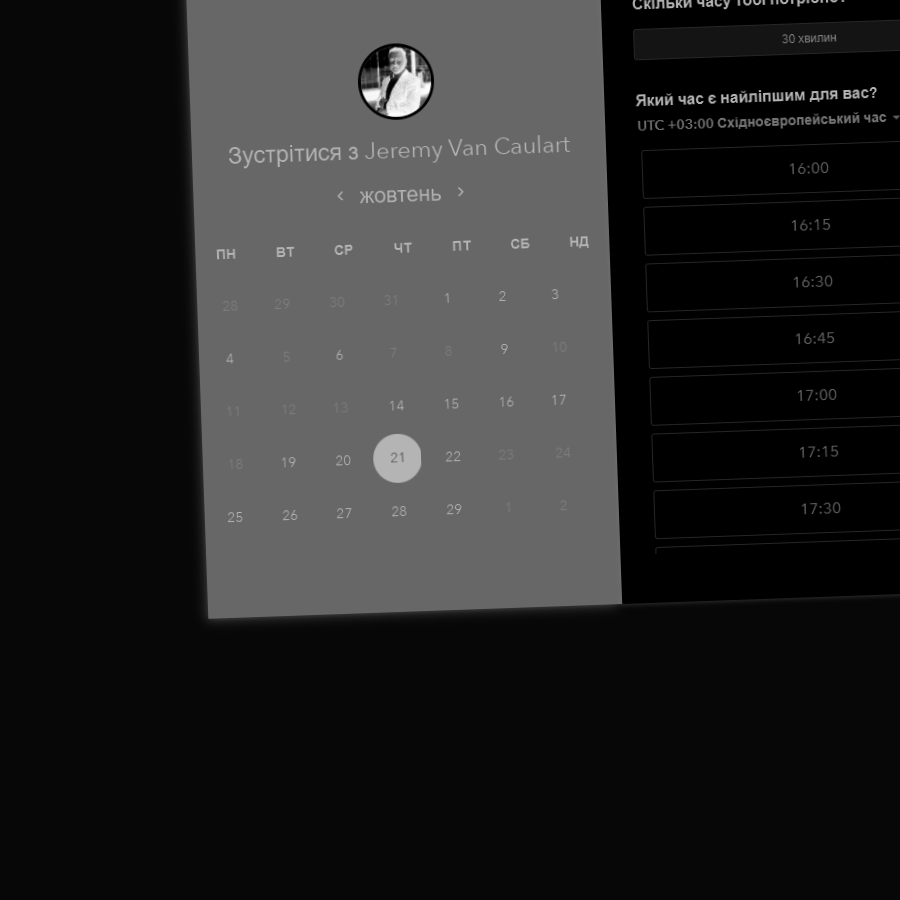 Зустрітися з Jeremy Van Caulart
жовтень
ПН ВТ СР ЧТ ПТ СБ НД
28 29 30 31 1 2 3
4 5 6 7 8 9 10
11 12 13 14 15 16 17
18 19 20 21 22 23 24
25 26 27 28 29 1 2
Скільки часу тобі потрібно?
30 хвилин
Який час є найліпшим для вас?
UTC +03:00 Східноєвропейський час
16:00
16:15
16:30
16:45
17:00
17:15
17:30